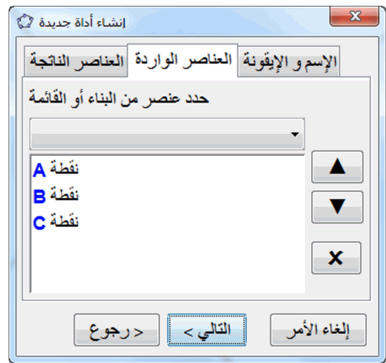 إنشاء أداة جديدة
الإسم و الإيقونة العناصر الواردة العناصر الناتجة
حدد عنصر من البناء أو القائمة
نقطة A
نقطة B
نقطة C
إلغاء الأمر التالي > < رجوع